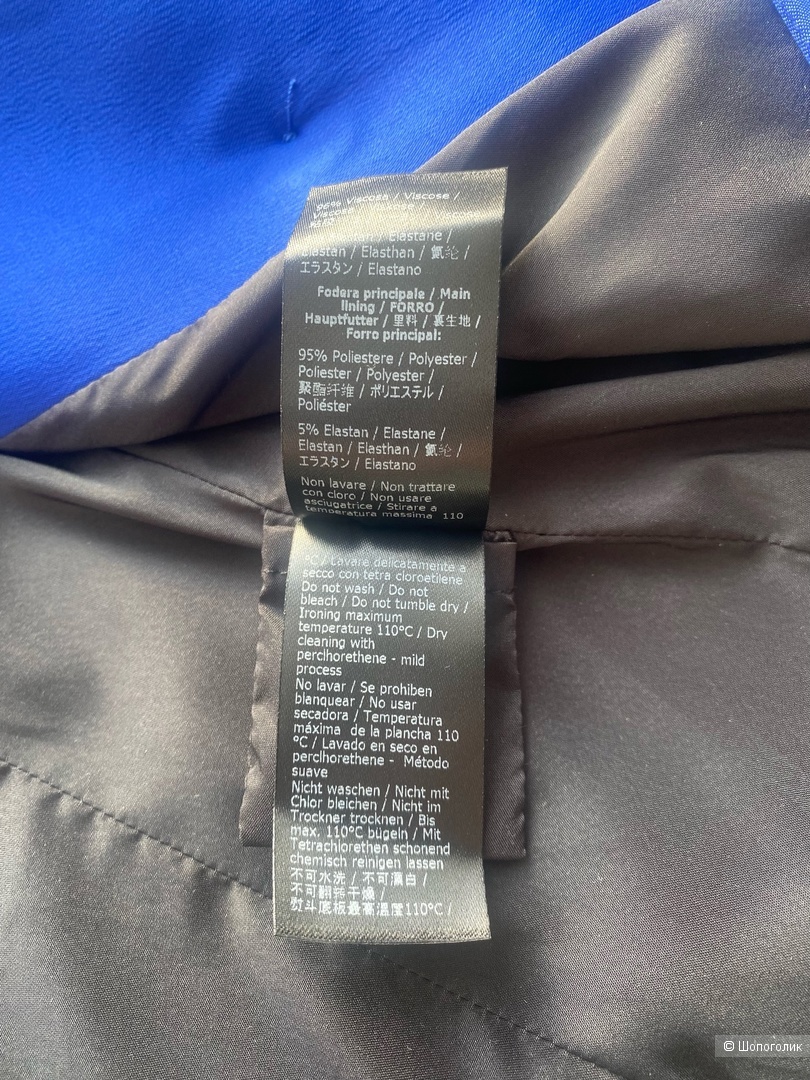 96% Viscosa / Viscose /
Viscose
Elastane /
Elastan / Elasthan / 氨纶 /
エラスタン / Elastano
Fodera principale / Main
lining / FORRO /
Hauptfutter / 里料 / 裏生地 /
Forro principal:
95% Poliestere / Polyester /
Poliester / Polyester /
聚酯纤维 / ポリエステル /
Poliéster
5% Elastan / Elastane /
Elastan / Elasthan / 氨纶 /
エラスタン / Elastano
Non lavare / Non trattare
con cloro / Non usare
asciugatrice / Stirare a
temperatura massima 110
°C / Lavare delicatamente a
secco con tetra cloroetilene
Do not wash / Do not
bleach / Do not tumble dry /
Ironing maximum
temperature 110°C / Dry
cleaning with
perclhorethene - mild
process
No lavar / Se prohiben
blanquear / No usar
secadora / Temperatura
máxima de la plancha 110
°C / Lavado en seco en
perclhorethene - Método
suave
Nicht waschen / Nicht mit
Chlor bleichen / Nicht im
Trockner trocknen / Bis
max. 110°C bügeln / Mit
Tetrachlorethen schonend
chemisch reinigen lassen
不可水洗 / 不可漂白 /
不可翻转干燥 /
熨斗底板最高温度110°C /
© Шопоголик